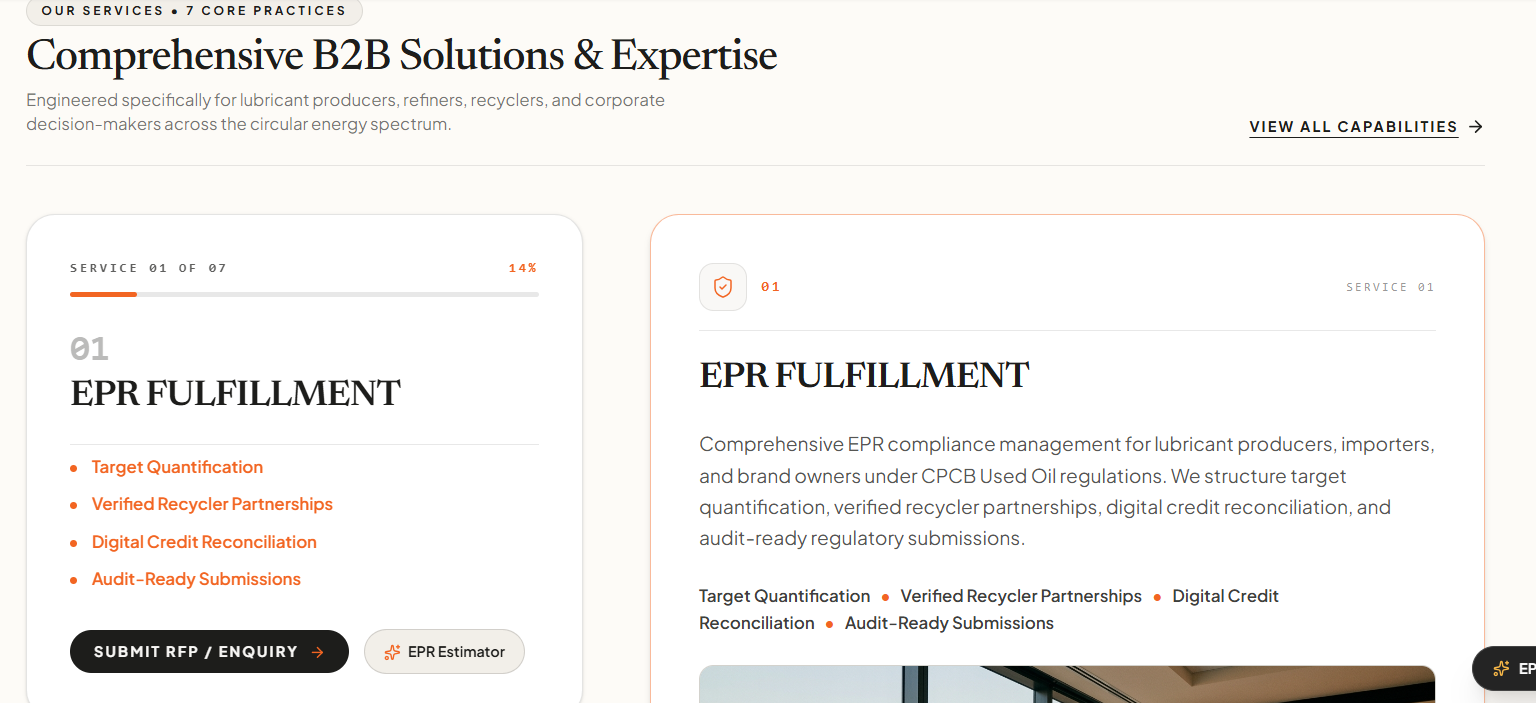 OUR SERVICES • 7 CORE PRACTICES
Comprehensive B2B Solutions & Expertise
Engineered specifically for lubricant producers, refiners, recyclers, and corporate
decision-makers across the circular energy spectrum.
VIEW ALL CAPABILITIES →
SERVICE 01 OF 07
14%
01
EPR FULFILLMENT
• Target Quantification
• Verified Recycler Partnerships
• Digital Credit Reconciliation
• Audit-Ready Submissions
SUBMIT RFP / ENQUIRY →
EPR Estimator
01
SERVICE 01
EPR FULFILLMENT
Comprehensive EPR compliance management for lubricant producers, importers,
and brand owners under CPCB Used Oil regulations. We structure target
quantification, verified recycler partnerships, digital credit reconciliation, and
audit-ready regulatory submissions.
Target Quantification • Verified Recycler Partnerships • Digital Credit
Reconciliation • Audit-Ready Submissions
EP